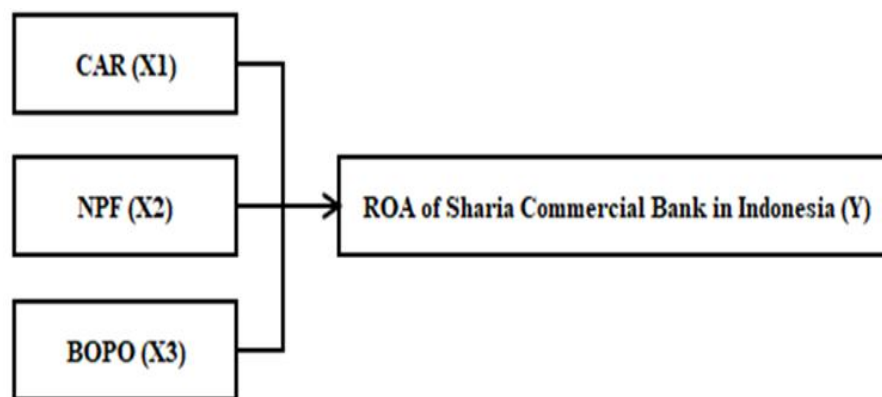 CAR (X1)
NPF (X2)
ROA of Sharia Commercial Bank in Indonesia (Y)
BOPO (X3)